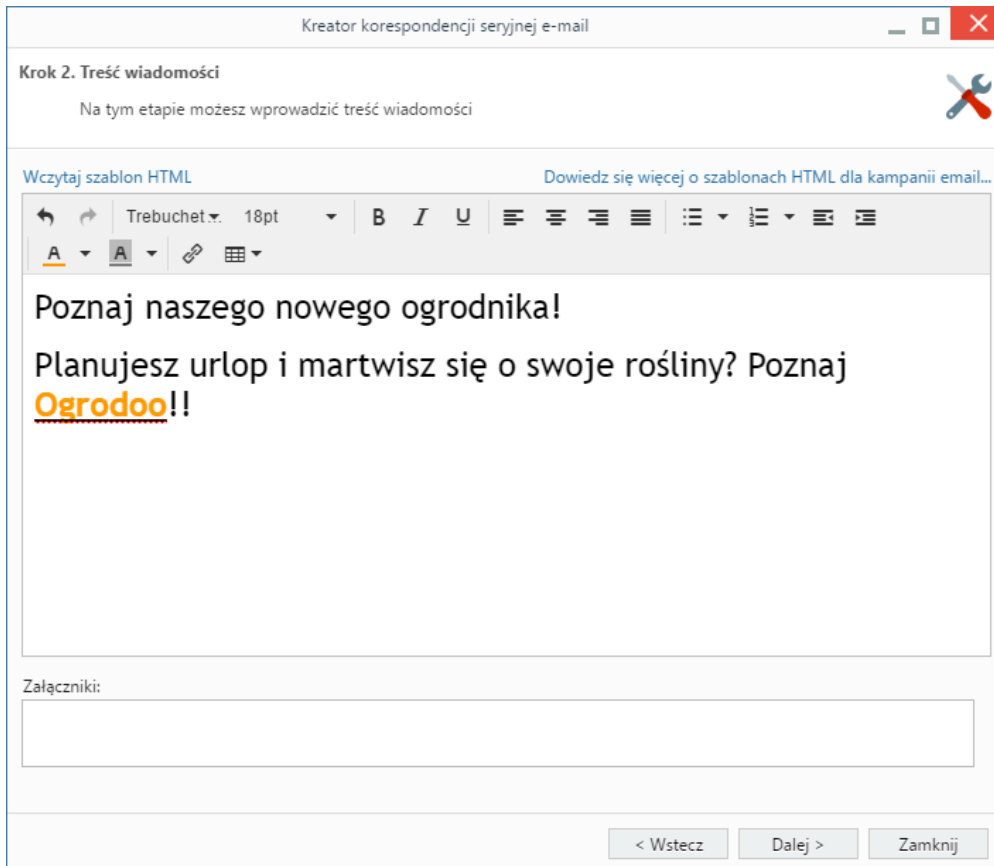 Kreator korespondencji seryjnej e-mail
Krok 2. Treść wiadomości
Na tym etapie możesz wprowadzić treść wiadomości
Wczytaj szablon HTML
Dowiedz się więcej o szablonach HTML dla kampanii email...
Trebuchet... 18pt B I U
A A
Poznaj naszego nowego ogrodnika!
Planujesz urlop i martwisz się o swoje rośliny? Poznaj
Ogrodoo!!
Załączniki:
< Wstecz Dalej > Zamknij